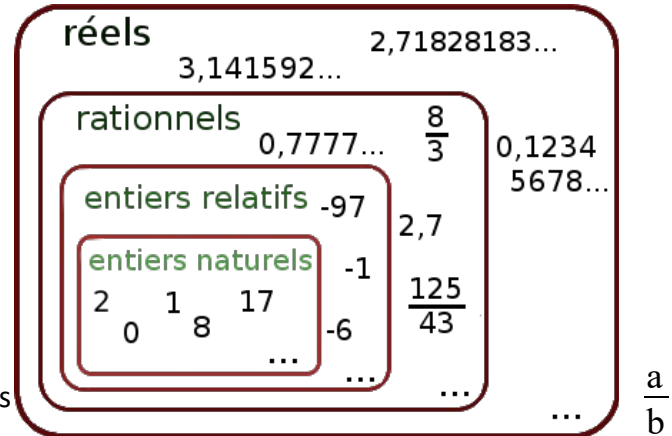 réels
2,71828183...
3,141592...
rationnels
8
3
0,7777...
0,1234
5678...
entiers relatifs
-97
2,7
entiers naturels
-1
125
43
2 1 17
0 8
-6
...
...
...
...
s
a
b